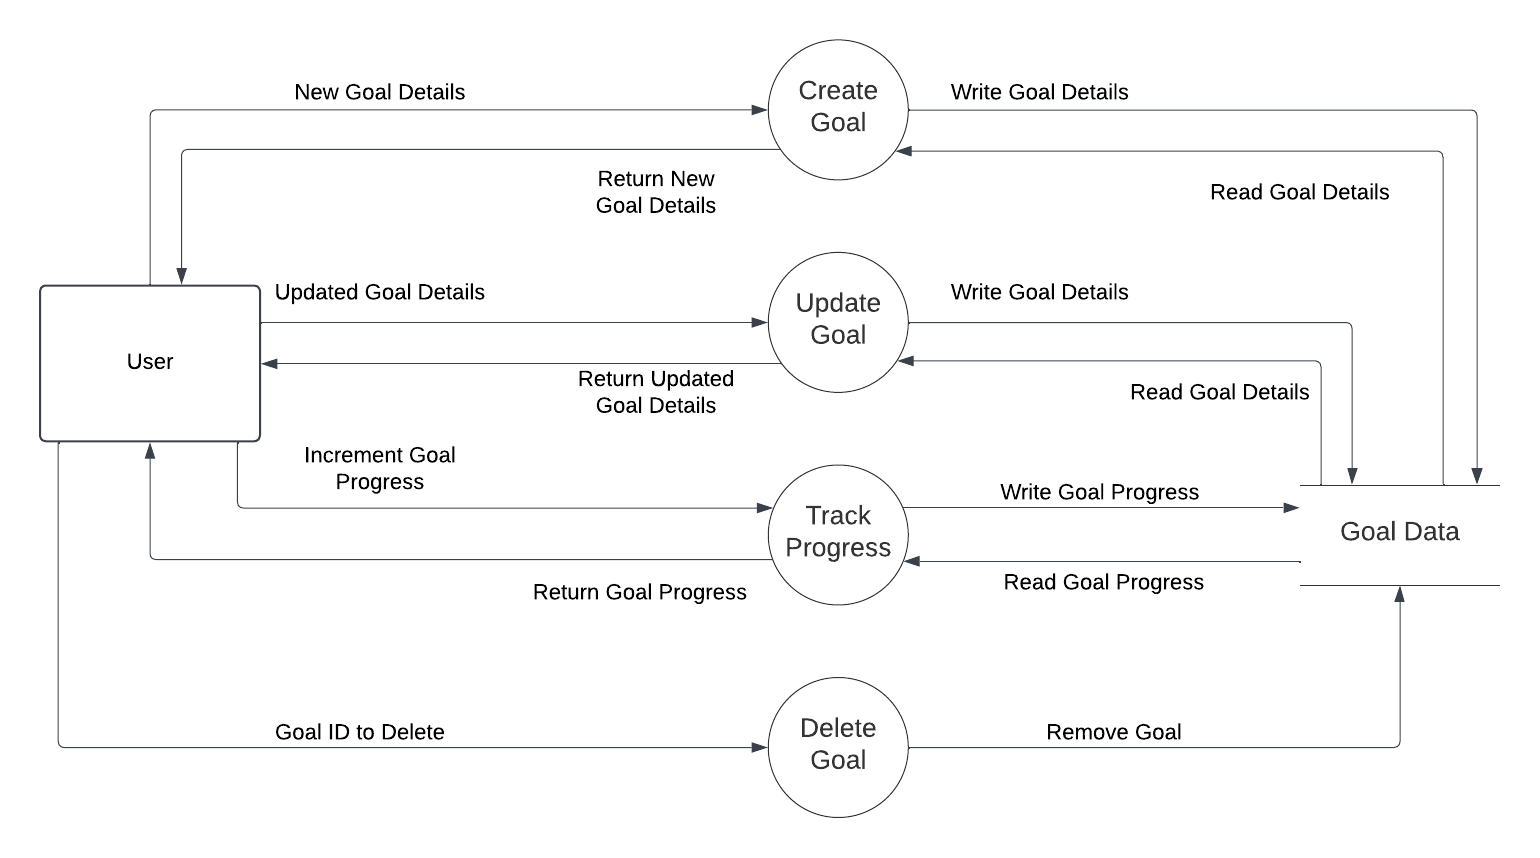 Create
Goal
New Goal Details
Write Goal Details
Return New
Goal Details
Read Goal Details
Updated Goal Details
Update
Goal
Write Goal Details
User
Return Updated
Goal Details
Read Goal Details
Increment Goal
Progress
Track
Progress
Write Goal Progress
Goal Data
Return Goal Progress
Read Goal Progress
Goal ID to Delete
Delete
Goal
Remove Goal